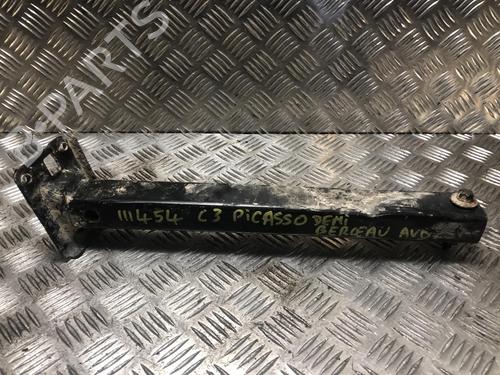 B-PARTS
111454 C3 PiCASSO DEMI
BERCEAU AVD